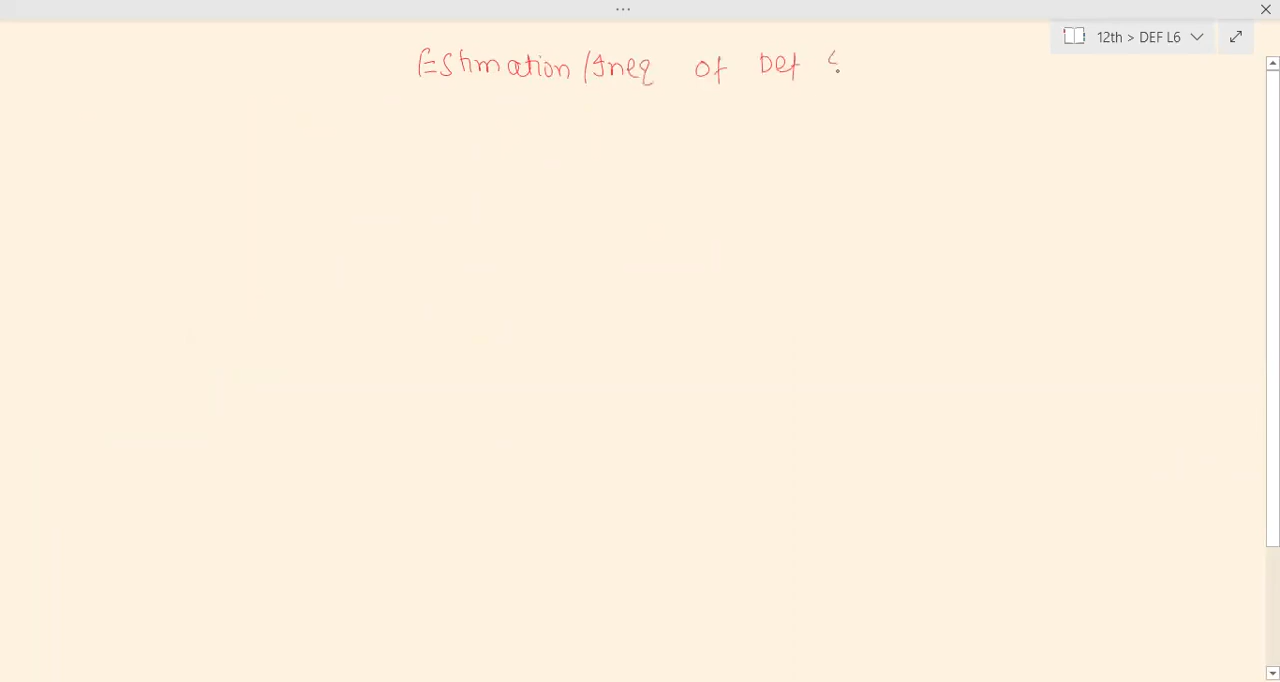 ...
12th > DEF L6
Estimation/Ineq of Def